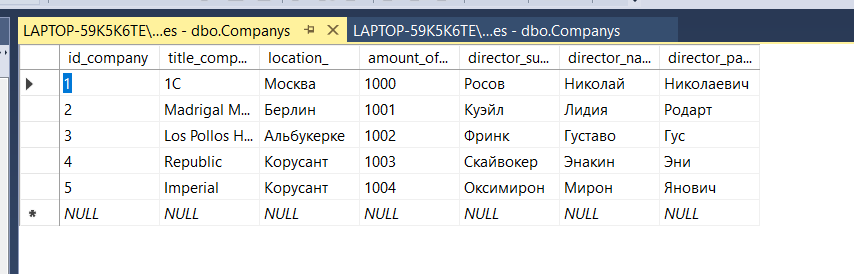 LAPTOP-59K5K6TE\...es - dbo.Companys LAPTOP-59K5K6TE\...es - dbo.Companys
id_company title_comp... location_ amount_of... director_su... director_na... director_pa...
1 1C Москва 1000 Росов Николай Николаевич
2 Madrigal M... Берлин 1001 Куэйл Лидия Родарт
3 Los Pollos H... Альбукерке 1002 Фринк Густаво Гус
4 Republic Корусант 1003 Скайвокер Энакин Эни
5 Imperial Корусант 1004 Оксимирон Мирон Янович
* NULL NULL NULL NULL NULL NULL NULL